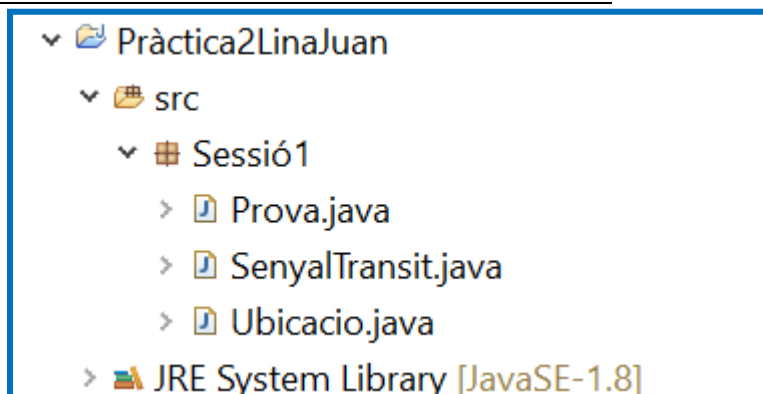 Pràctica2LinaJuan
src
Sessió1
Prova.java
SenyalTransit.java
Ubicacio.java
JRE System Library [JavaSE-1.8]